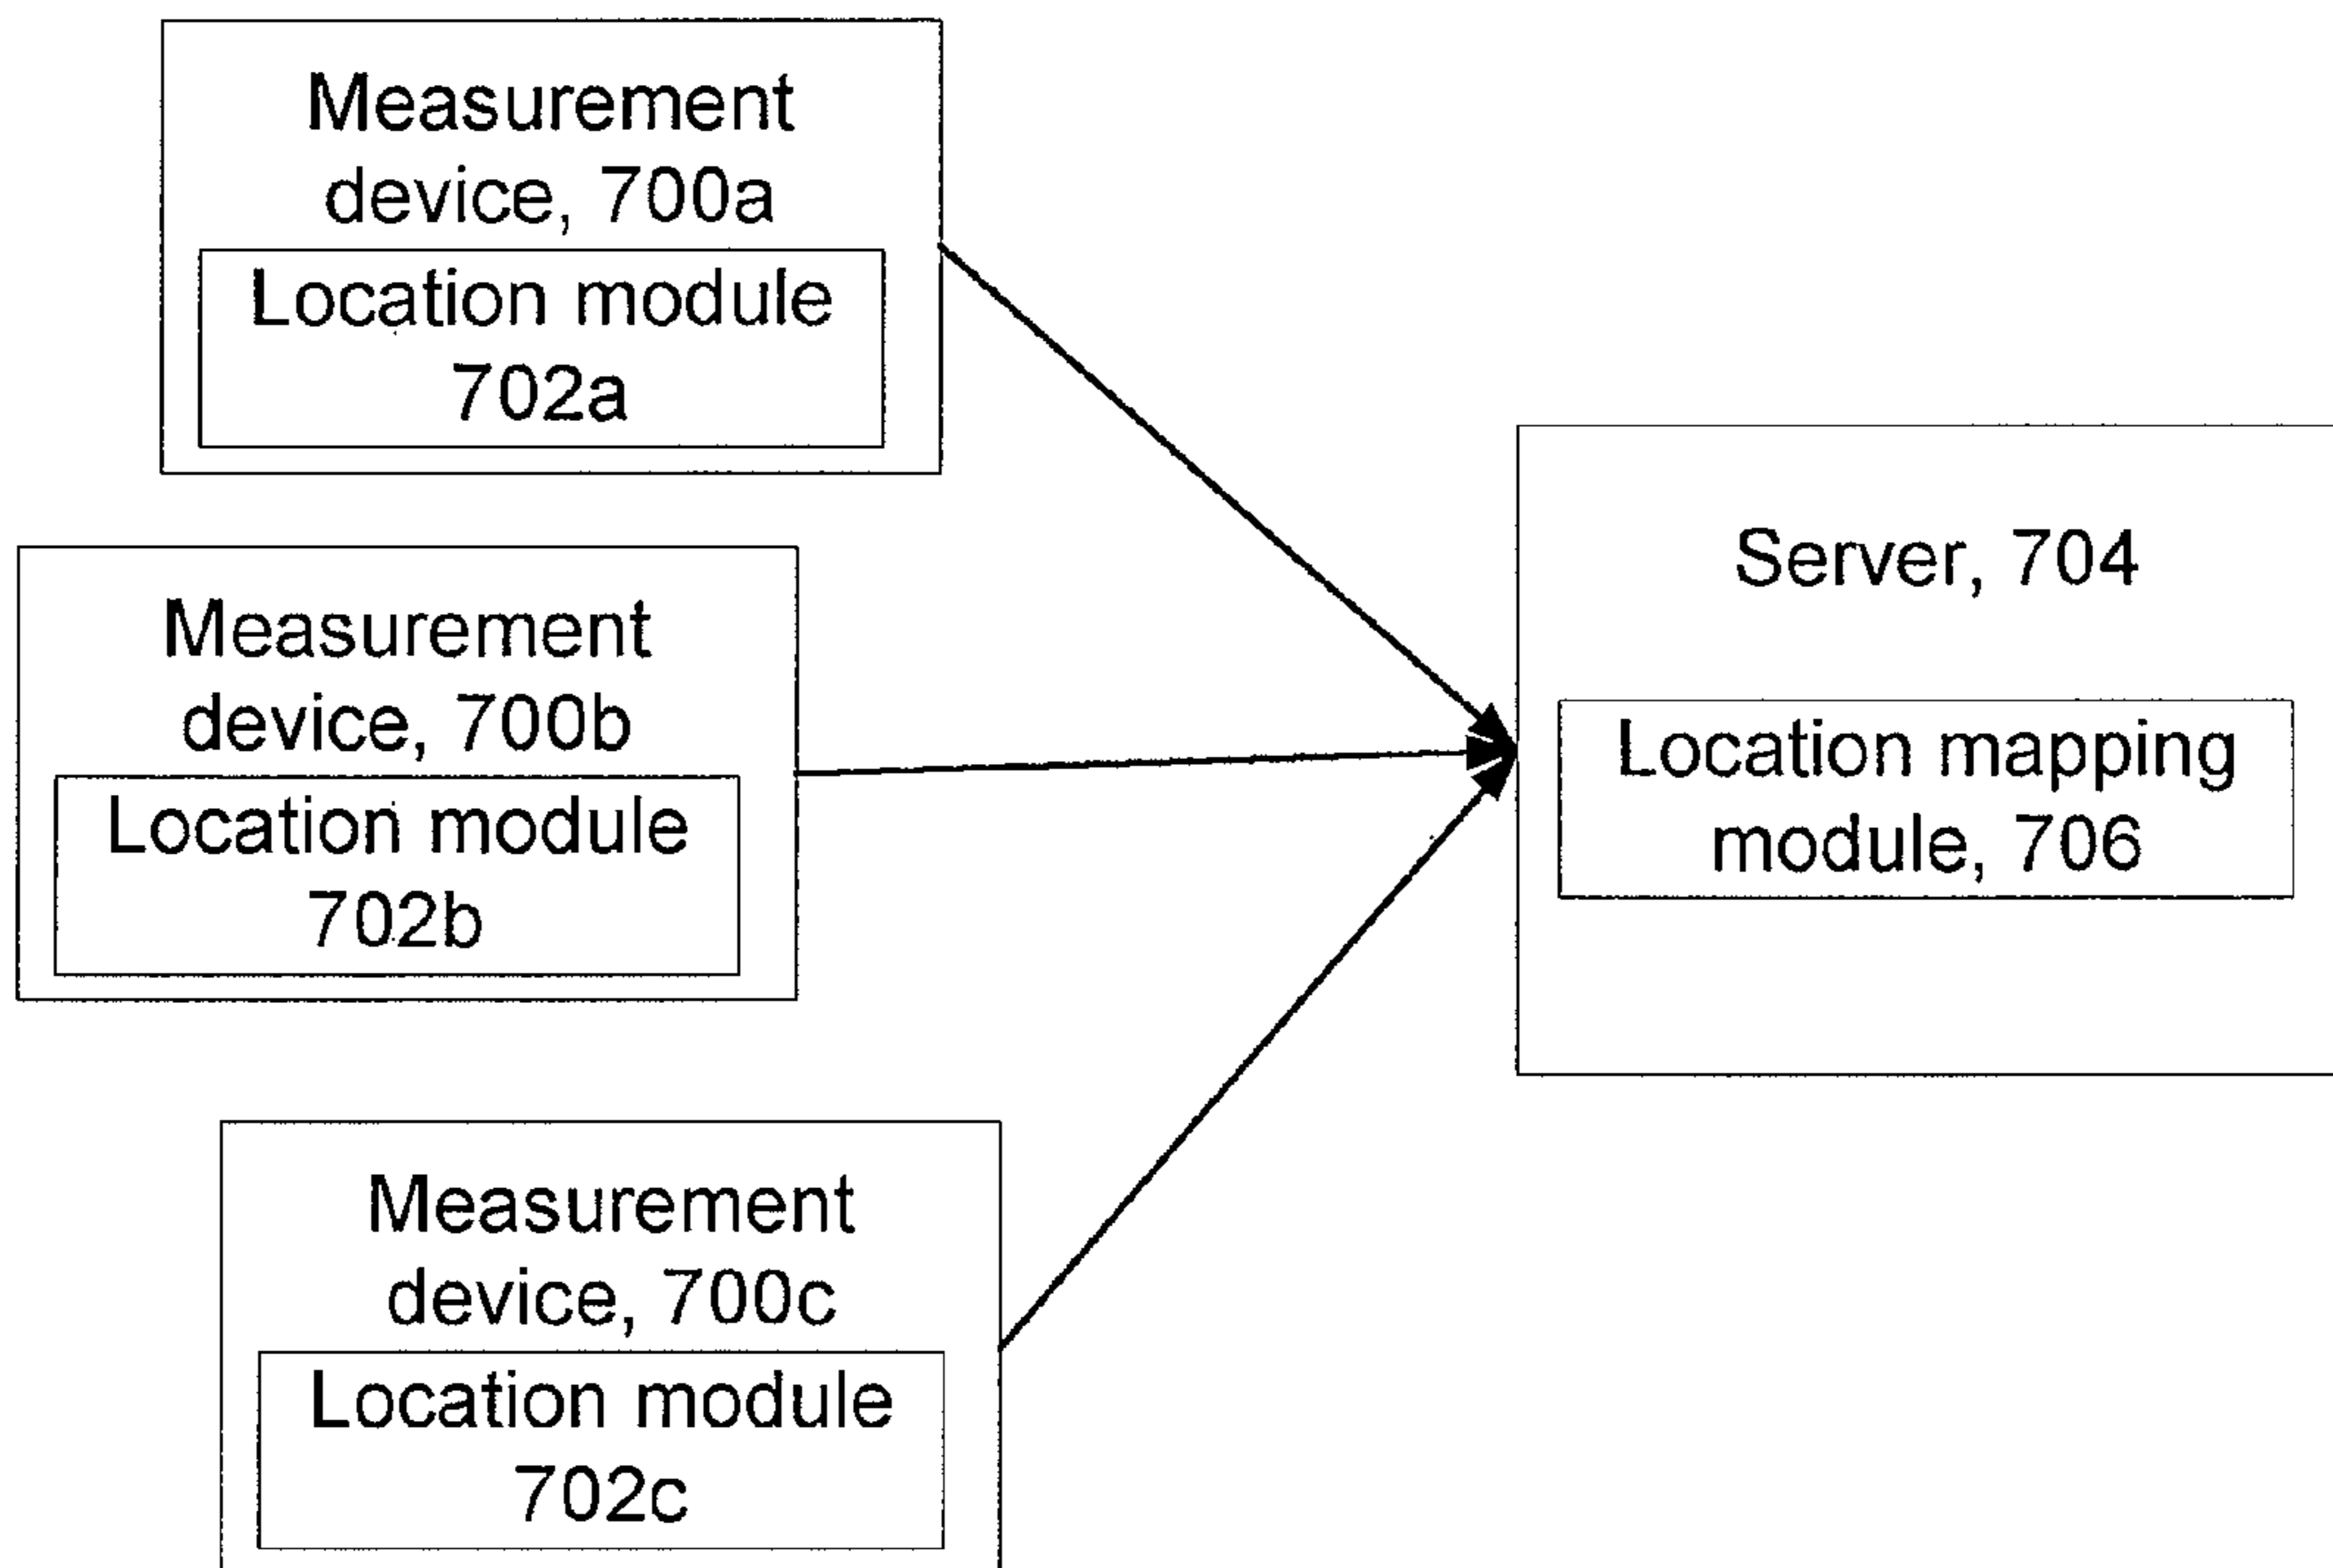 Measurement
device, 700a
Location module
702a
Measurement
device, 700b
Location module
702b
Measurement
device, 700c
Location module
702c
Server, 704
Location mapping
module, 706